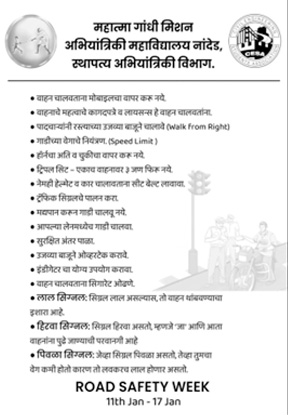 महात्मा गांधी मिशन
अभियांत्रिकी महाविद्यालय नांदेड,
स्थापत्य अभियांत्रिकी विभाग.
CESA
● वाहन चालवताना मोबाइलचा वापर करू नये.
● वाहनाचे महत्वाचे कागदपत्रे व लायसन्स हे वाहन चालवतांना.
● पादचाऱ्यांनी रस्त्याच्या उजव्या बाजूने चालावे (Walk from Right)
● गाडीच्या वेगाचे नियंत्रण. (Speed Limit )
● हॉर्नचा अति व चुकीचा वापर करू नये.
● ट्रिपल सिट – एकाच वाहनावर ३ जण फिरू नये.
● नेमही हेल्मेट व कार चालवताना सीट बेल्ट लावावा.
● ट्रॅफिक सिग्नलचे पालन करा.
● मद्यपान करून गाडी चालवू नये.
● आपल्या लेनमध्येच गाडी चालवा.
● सुरक्षित अंतर पाळा.
● उजव्या बाजूने ओव्हरटेक करावे.
● इंडीगेटर चा योग्य उपयोग करावा.
● वाहन चालवताना सिगारेट ओढणे.
● लाल सिग्नल: सिग्नल लाल असल्यास, तो वाहन थांबवण्याचा
इशारा आहे.
● हिरवा सिग्नल: सिग्नल हिरवा असतो, म्हणजे 'जा' आणि आता
वाहनांना पुढे जाण्याची परवानगी आहे
● पिवळा सिग्नल: जेव्हा सिग्नल पिवळा असतो, तेव्हा तुमचा
वेग कमी होतो कारण तो लवकरच लाल होणार असतो.
ROAD SAFETY WEEK
11th Jan - 17 Jan